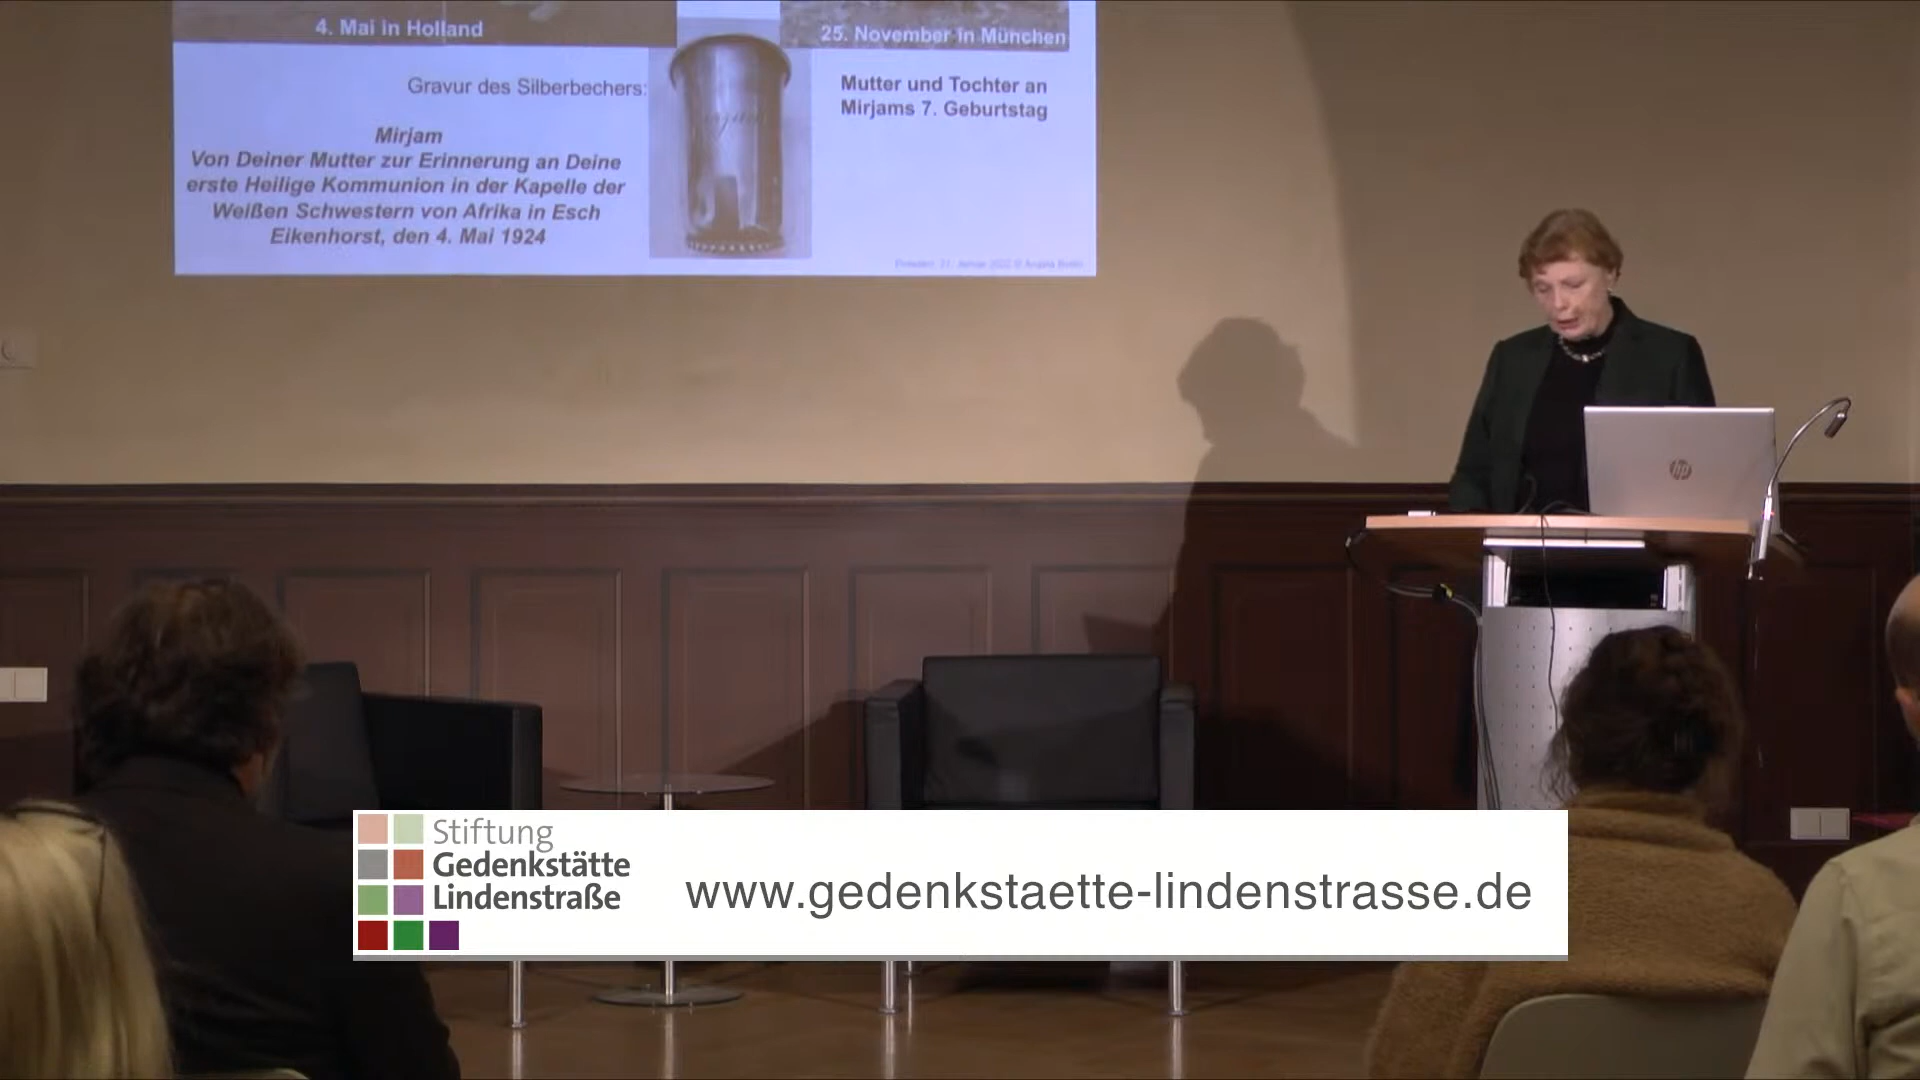 4. Mai in Holland
25. November in München
Gravur des Silberbechers:
Mirjam
Von Deiner Mutter zur Erinnerung an Deine
erste Heilige Kommunion in der Kapelle der
Weißen Schwestern von Afrika in Esch
Eikenhorst, den 4. Mai 1924
Mutter und Tochter an
Mirjams 7. Geburtstag
hp
Stiftung
Gedenkstätte
Lindenstraße
www.gedenkstaette-lindenstrasse.de